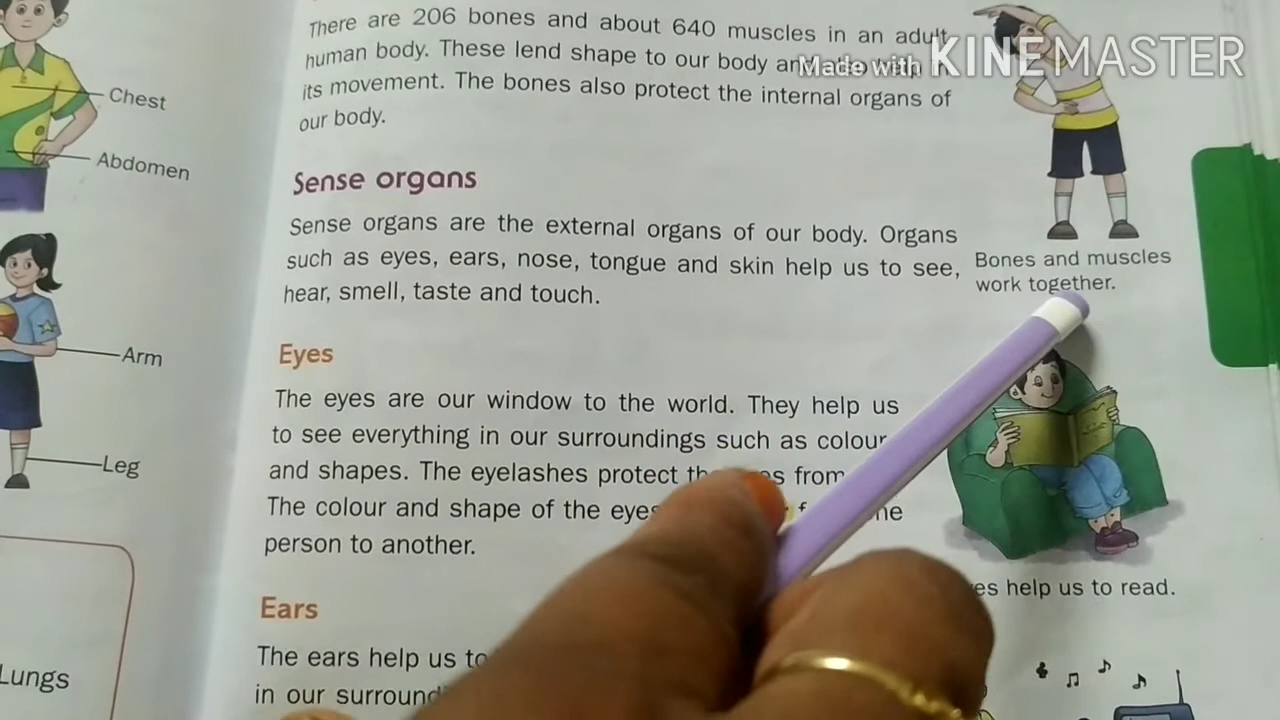 Chest
Abdomen
Arm
Leg
Lungs
There are 206 bones and about 640 muscles in an adult
human body. These lend shape to our body and help in
its movement. The bones also protect the internal organs of
our body.
Made with KINEMASTER
Sense organs
Sense organs are the external organs of our body. Organs
such as eyes, ears, nose, tongue and skin help us to see,
hear, smell, taste and touch.
Bones and muscles
work together.
Eyes
The eyes are our window to the world. They help us
to see everything in our surroundings such as colour
and shapes. The eyelashes protect from
The colour and shape of the eyes
person to another.
help us to read.
Ears
The ears help us to
in our